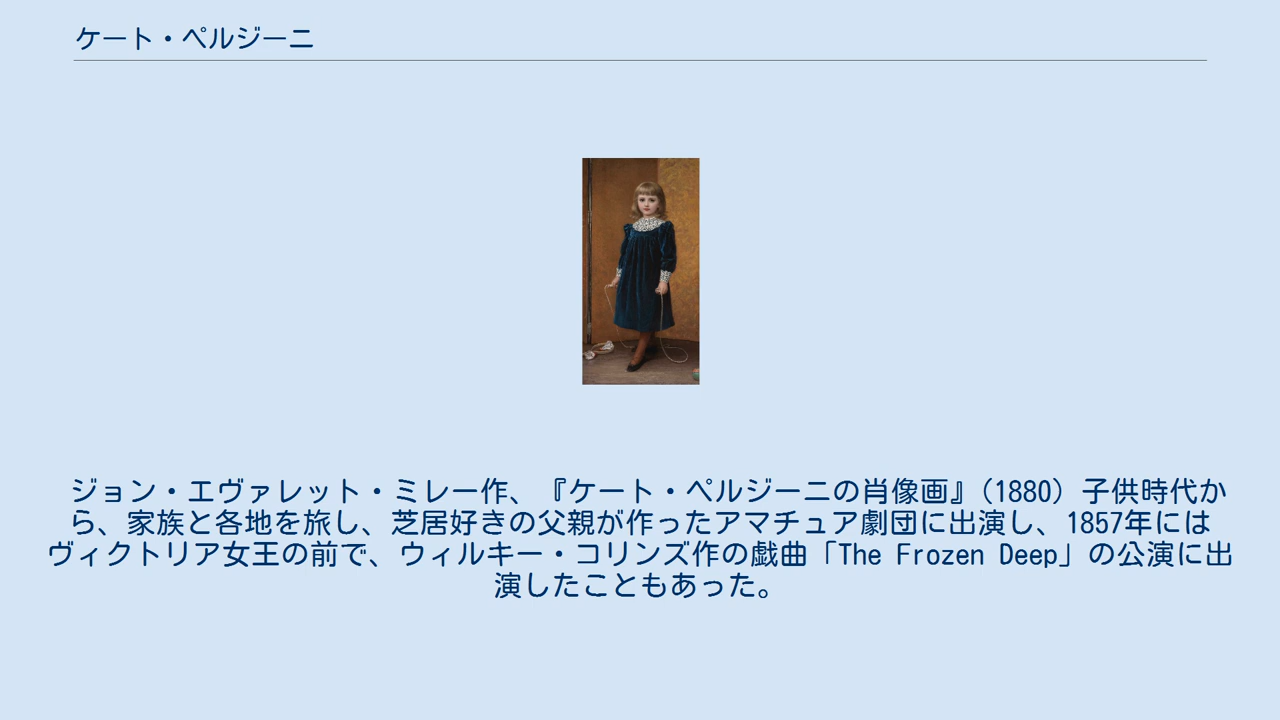 ケート・ペルジーニ
ジョン・エヴァレット・ミレー作、『ケート・ペルジーニの肖像画』（1880）子供時代か
ら、家族と各地を旅し、芝居好きの父親が作ったアマチュア劇団に出演し、1857年には
ヴィクトリア女王の前で、ウィルキー・コリンズ作の戯曲「The Frozen Deep」の公演に出
演したこともあった。